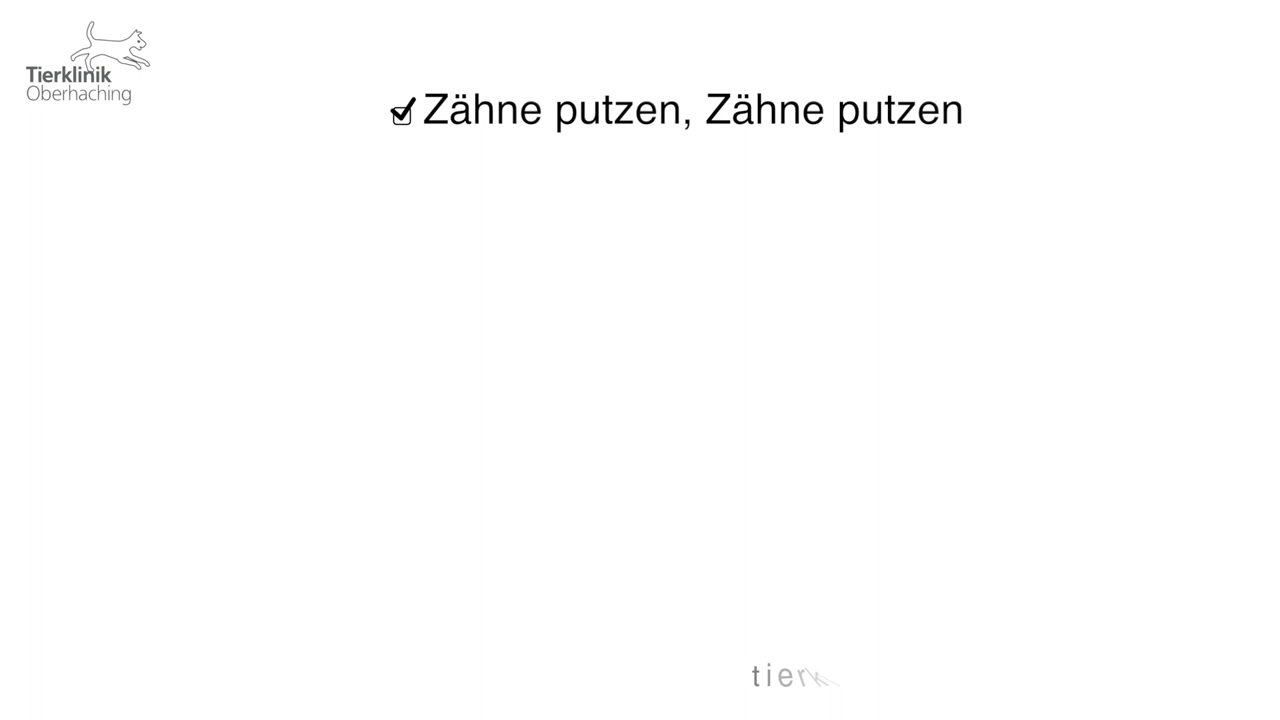 Tierklinik
Oberhaching
Zähne putzen, Zähne putzen